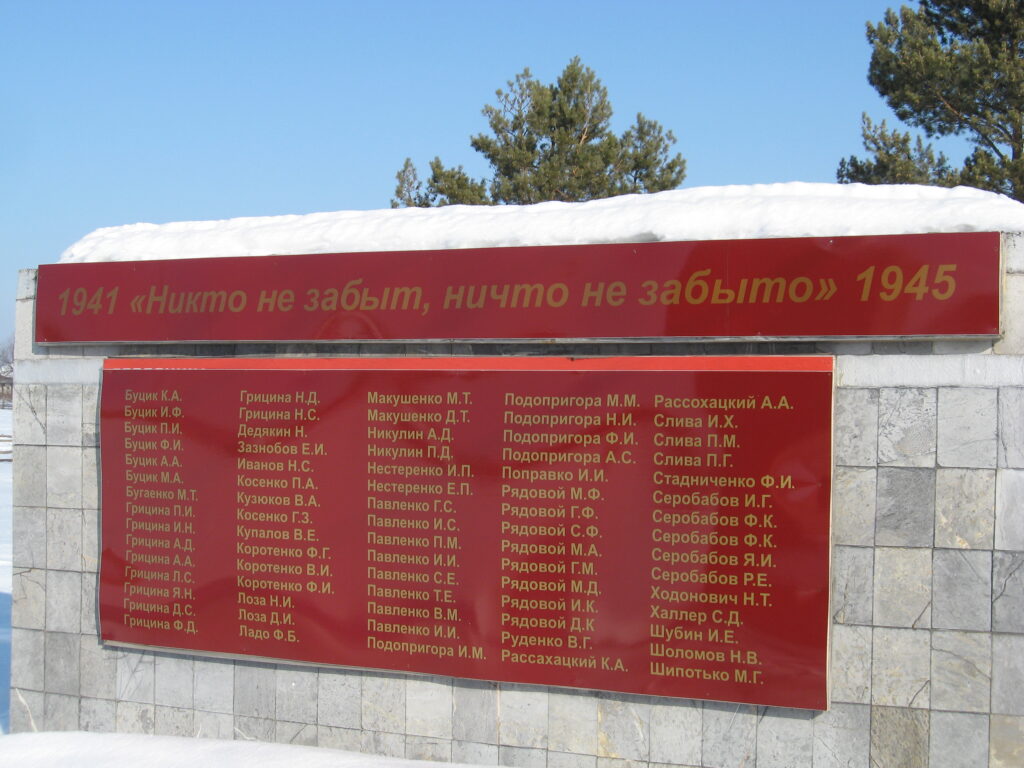 1941 «Никто не забыт, ничто не забыто» 1945
Буцик К.А.
Буцик И.Ф.
Буцик П.И.
Буцик Ф.И.
Буцик А.А.
Буцик М.А.
Бугаенко М.Т.
Грицина П.И.
Грицина И.Н.
Грицина А.Д.
Грицина А.А.
Грицина Л.С.
Грицина Я.Н.
Грицина Д.С.
Грицина Ф.Д.
Грицина Н.Д.
Грицина Н.С.
Дедякин Н.
Зазнобов Е.И.
Иванов Н.С.
Косенко П.А.
Кузюков В.А.
Косенко Г.З.
Купалов В.Е.
Коротенко Ф.Г.
Коротенко В.И.
Коротенко Ф.И.
Лоза Н.И.
Лоза Д.И.
Ладо Ф.Б.
Макушенко М.Т.
Макушенко Д.Т.
Никулин А.Д.
Никулин П.Д.
Нестеренко И.П.
Нестеренко Е.П.
Павленко Г.С.
Павленко И.С.
Павленко П.М.
Павленко И.И.
Павленко С.Е.
Павленко Т.Е.
Павленко В.М.
Павленко И.И.
Подопригора И.М.
Подопригора М.М.
Подопригора Н.И.
Подопригора Ф.И.
Подопригора А.С.
Поправко И.И.
Рядовой М.Ф.
Рядовой Г.Ф.
Рядовой С.Ф.
Рядовой М.А.
Рядовой Г.М.
Рядовой М.Д.
Рядовой И.К.
Рядовой Д.К
Руденко В.Г.
Рассахацкий К.А.
Рассохацкий А.А.
Слива И.Х.
Слива П.М.
Слива П.Г.
Стадниченко Ф.И.
Серобабов И.Г.
Серобабов Ф.К.
Серобабов Ф.К.
Серобабов Я.И.
Серобабов Р.Е.
Ходонович Н.Т.
Халлер С.Д.
Шубин И.Е.
Шоломов Н.В.
Шипотько М.Г.